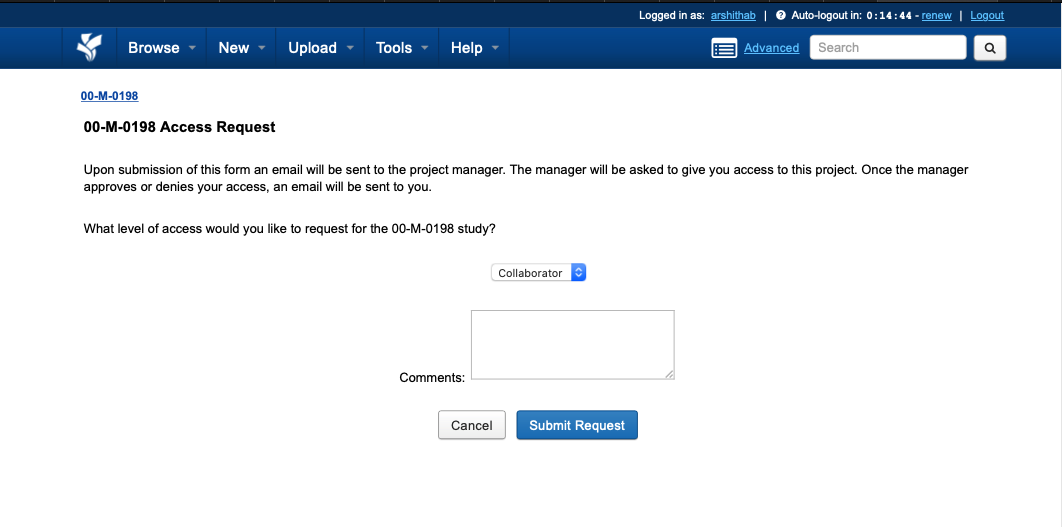 Logged in as: arshithab | Auto-logout in: 0:14:44 - renew | Logout
Browse New Upload Tools Help Advanced Search
00-M-0198
00-M-0198 Access Request
Upon submission of this form an email will be sent to the project manager. The manager will be asked to give you access to this project. Once the manager
approves or denies your access, an email will be sent to you.
What level of access would you like to request for the 00-M-0198 study?
Collaborator
Comments:
Cancel Submit Request